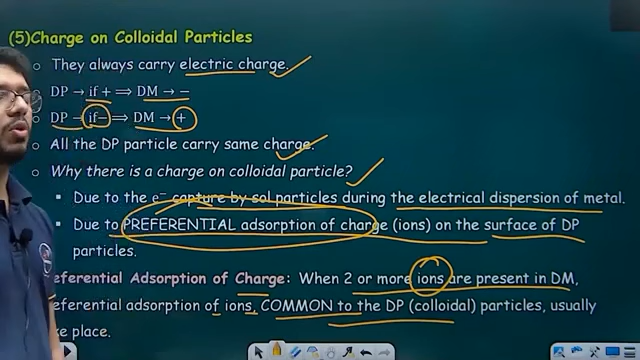 (5)Charge on Colloidal Particles
They always carry electric charge.
DP → if + ⟹ DM → −
DP → if − ⟹ DM → +
All the DP particle carry same charge.
Why there is a charge on colloidal particle?
Due to the e⁻ capture by sol particles during the electrical dispersion of metal.
Due to PREFERENTIAL adsorption of charge (ions) on the surface of DP
particles.
eferential Adsorption of Charge: When 2 or more ions are present in DM,
eferential adsorption of ions, COMMON to the DP (colloidal) particles, usually
ke place.